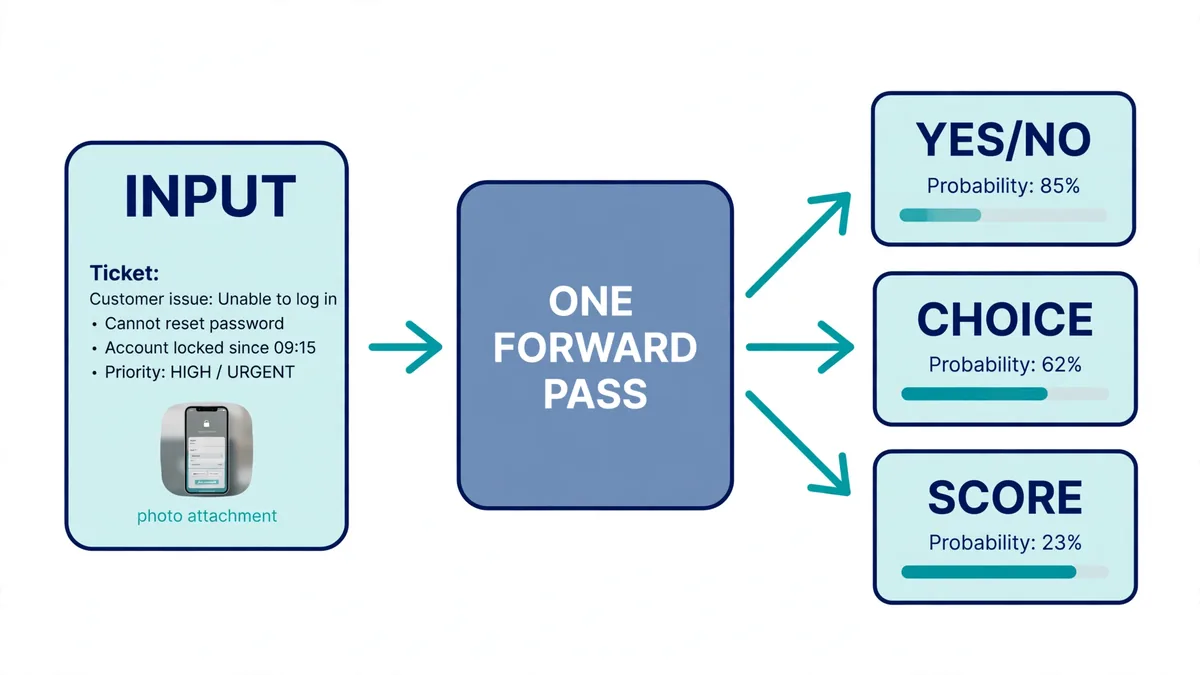 INPUT
Ticket:
Customer issue: Unable to log in
• Cannot reset password
• Account locked since 09:15
• Priority: HIGH / URGENT
photo attachment
ONE
FORWARD
PASS
YES/NO
Probability: 85%
CHOICE
Probability: 62%
SCORE
Probability: 23%